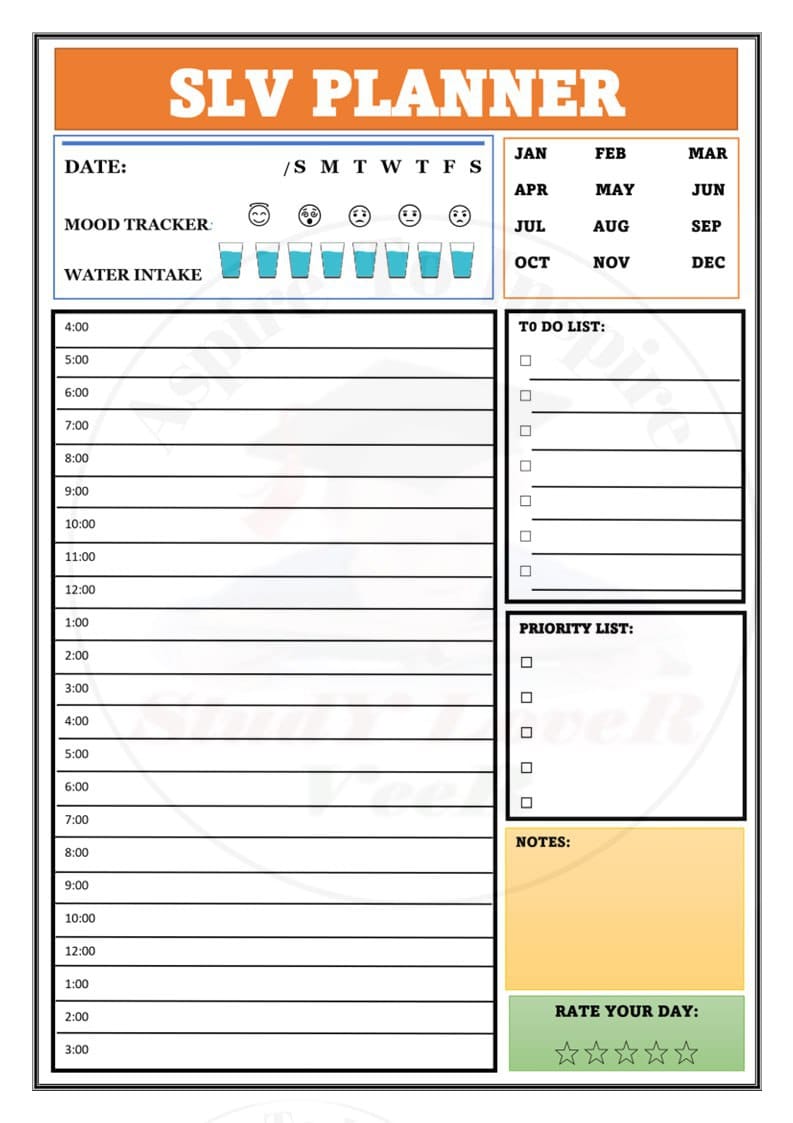 SLV PLANNER
DATE: /S M T W T F S
MOOD TRACKER:
WATER INTAKE
JAN FEB MAR
APR MAY JUN
JUL AUG SEP
OCT NOV DEC
4:00
5:00
6:00
7:00
8:00
9:00
10:00
11:00
12:00
1:00
2:00
3:00
4:00
5:00
6:00
7:00
8:00
9:00
10:00
12:00
1:00
2:00
3:00
TO DO LIST:
PRIORITY LIST:
NOTES:
RATE YOUR DAY:
Aspire To Inspire
StudY LoveR
VeeR